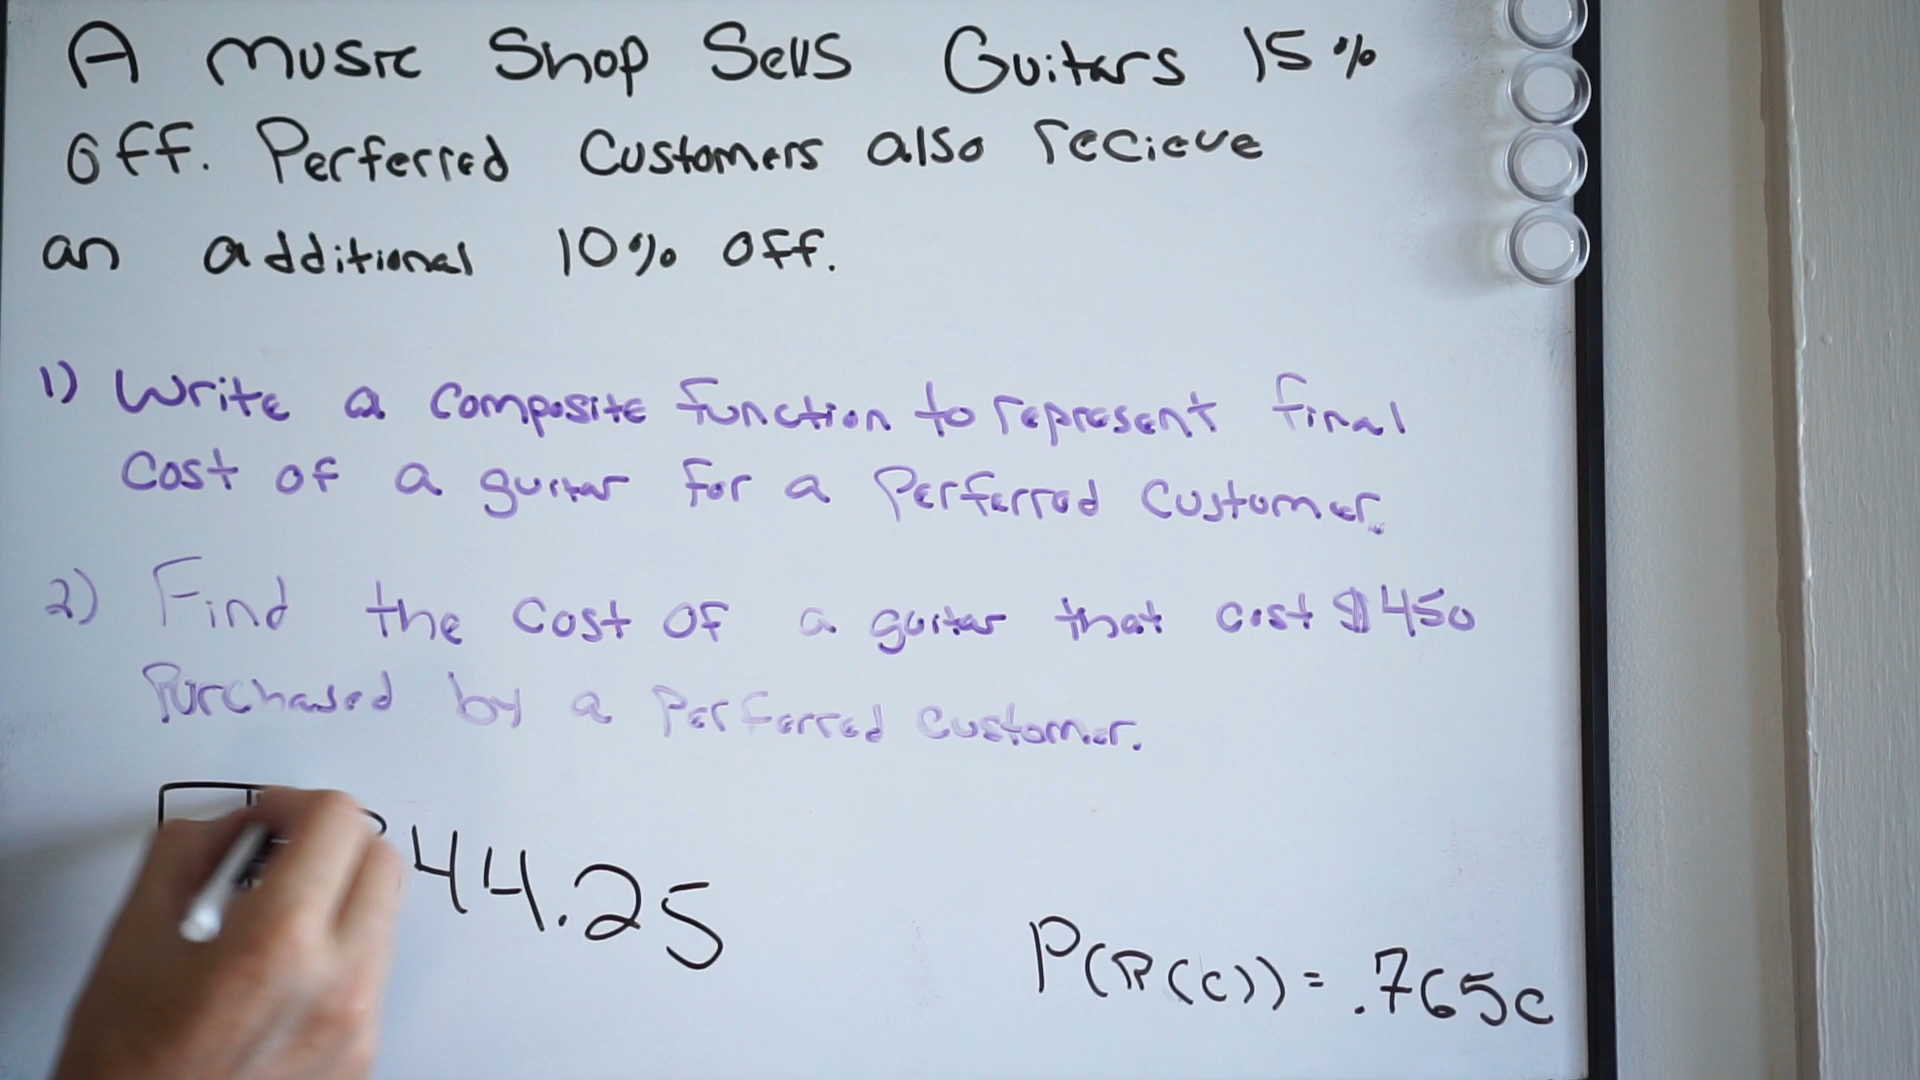 A Music Shop Sells Guitars 15%
off. Perferred Customers also recieve
an additional 10% off.
1) Write a composite function to represent final
cost of a guitar for a Perferred Customer.
2) Find the cost of a guitar that cost $450
Purchased by a Perferred customer.
44.25
P(R(c)) = .765c